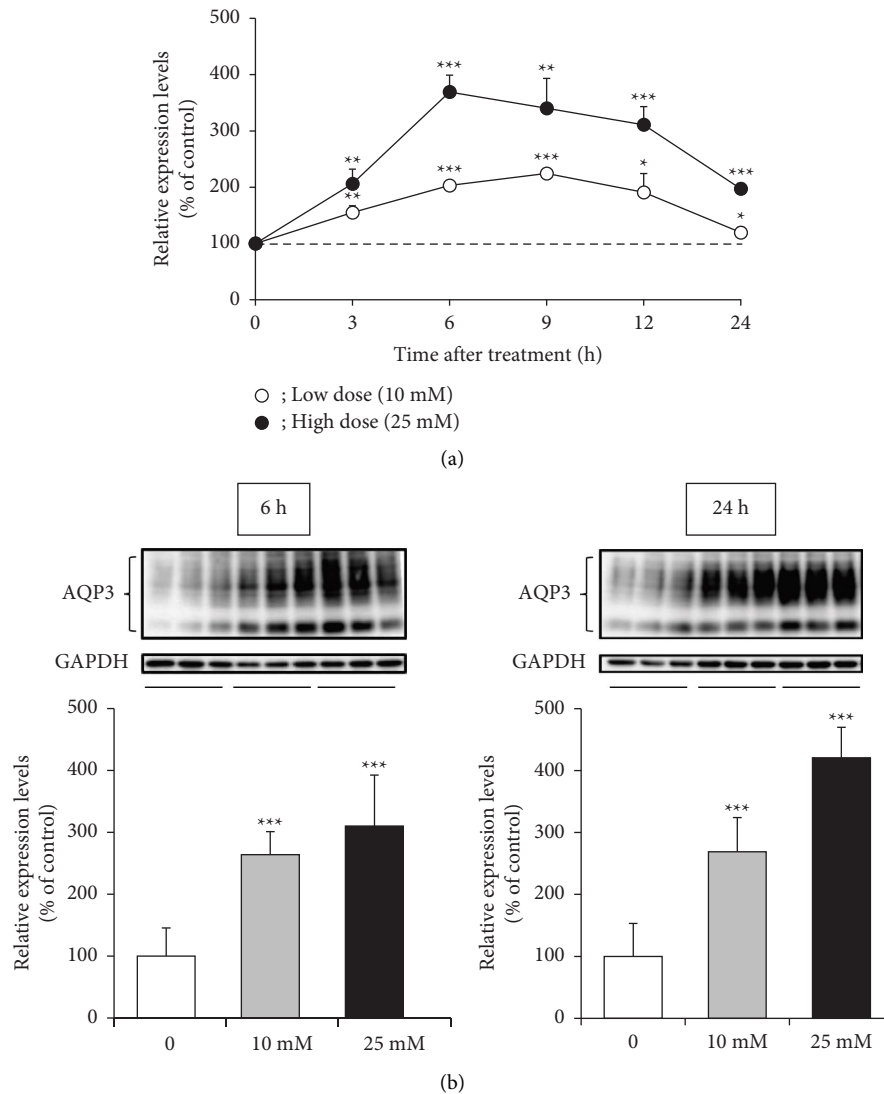 500
400
300
200
100
0
Relative expression levels
(% of control)
***
**
***
**
***
***
***
**
*
*
0 3 6 9 12 24
Time after treatment (h)
; Low dose (10 mM)
; High dose (25 mM)
(a)
6 h
AQP3
GAPDH
500
400
300
200
100
0
Relative expression levels
(% of control)
***
***
0 10 mM 25 mM
24 h
AQP3
GAPDH
500
400
300
200
100
0
Relative expression levels
(% of control)
***
***
0 10 mM 25 mM
(b)